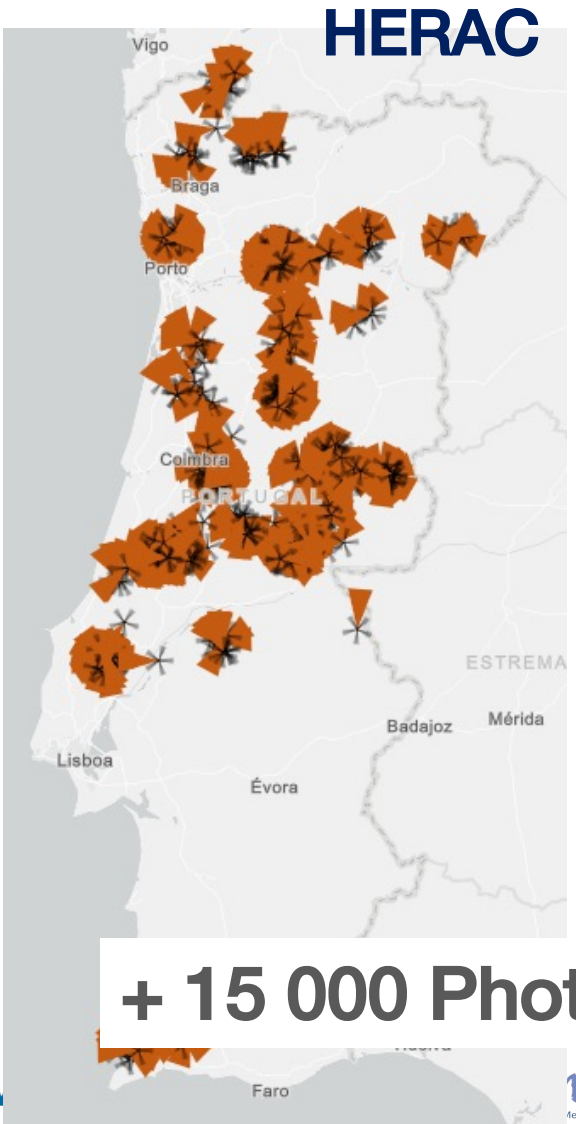 HERAC
Vigo
Braga
Porto
Coimbra
PORTUGAL
ESTREMA
Badajoz
Mérida
Lisboa
Évora
+ 15 000 Phot
Faro